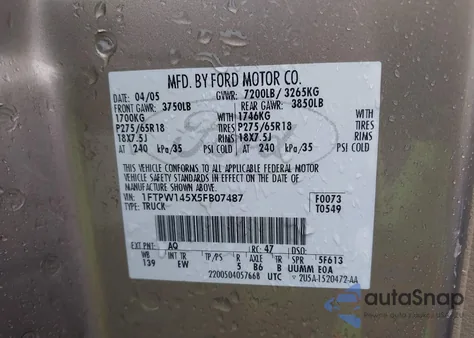 MFD. BY FORD MOTOR CO.
04/05 GVWR: 7200LB/ 3265KG
FRONT GAWR: 3750LB REAR GAWR: 3850LB
1700KG WITH 1746KG WITH
P275/65R18 TIRES P275/65R18 TIRES
18X7.5J RIMS 18X7.5J RIMS
AT 240 kPa/35 PSI COLD AT 240 kPa/35 PSI COLD
THIS VEHICLE CONFORMS TO ALL APPLICABLE FEDERAL MOTOR
VEHICLE SAFETY AND THEFT PREVENTION STANDARDS IN EFFECT ON THE DATE OF
MANUFACTURE SHOWN ABOVE.
VIN: 1FTPW145X5FB07487 F0073
TYPE: TRUCK T0549
EXT PNT: AQ RC: 47 DSO:
WB INT TR TP/PS R AXLE TR SPR 5F613
139 EW 5 B6 B UUMM E0A
22005D4057668 UTC 2U5A-1520472-AA
autaSnap